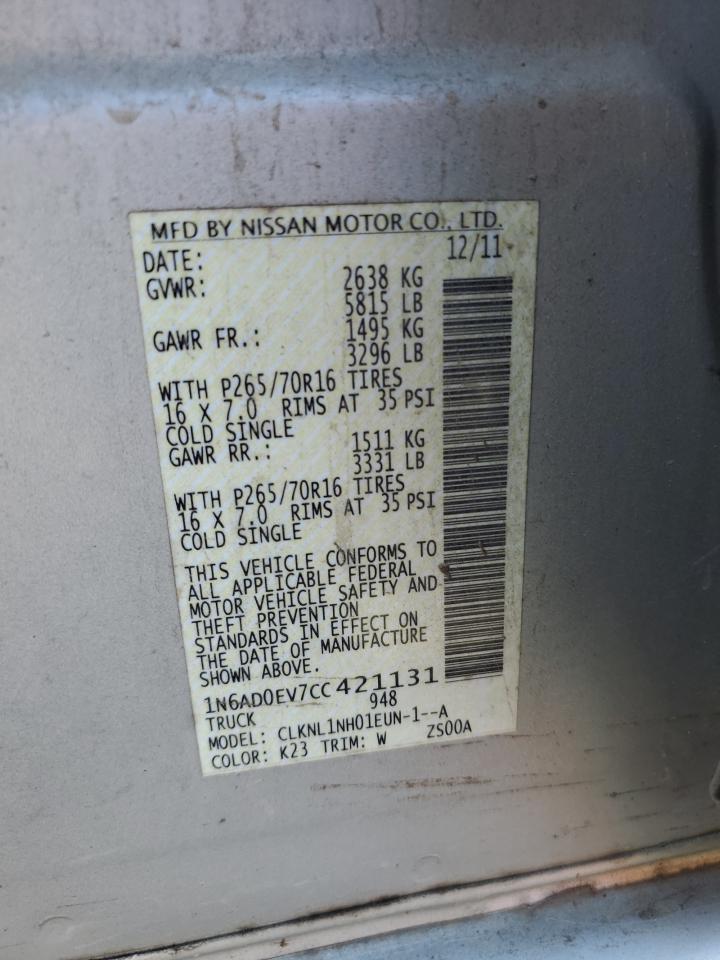 MFD BY NISSAN MOTOR CO., LTD.
DATE: 12/11
GVWR: 2638 KG
5815 LB
GAWR FR.: 1495 KG
3296 LB
WITH P265/70R16 TIRES
16 X 7.0 RIMS AT 35 PSI
COLD SINGLE
GAWR RR.: 1511 KG
3331 LB
WITH P265/70R16 TIRES
16 X 7.0 RIMS AT 35 PSI
COLD SINGLE
THIS VEHICLE CONFORMS TO
ALL APPLICABLE FEDERAL
MOTOR VEHICLE SAFETY AND
THEFT PREVENTION
STANDARDS IN EFFECT ON
THE DATE OF MANUFACTURE
SHOWN ABOVE.
1N6AD0EV7CC421131
TRUCK 948
MODEL: CLKNL1NH01EUN-1--A
COLOR: K23 TRIM: W ZS00A